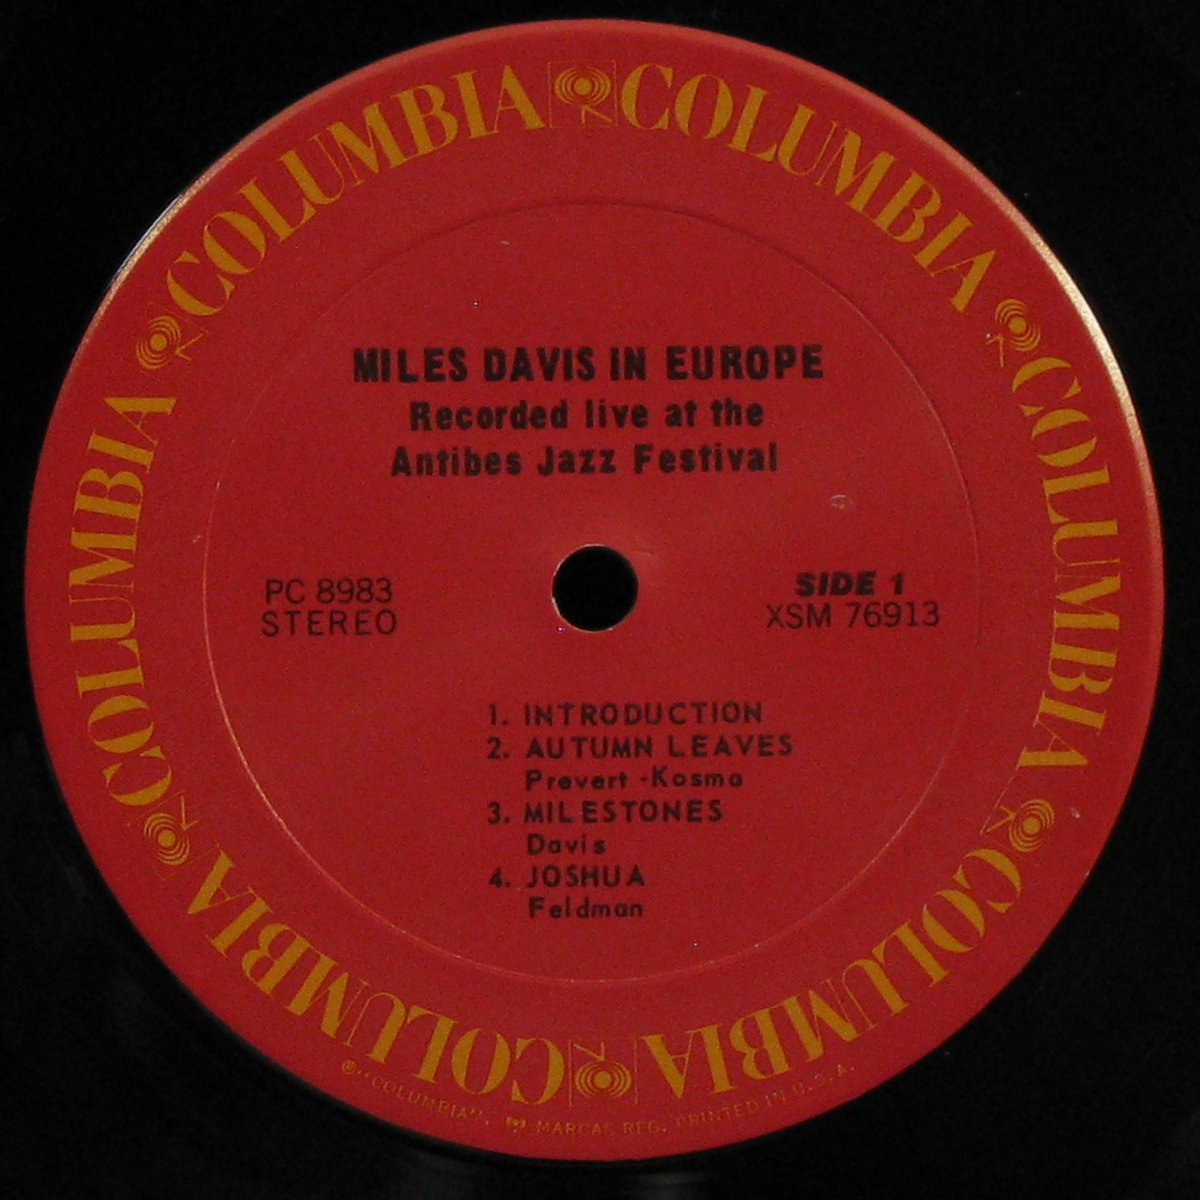 COLUMBIA COLUMBIA COLUMBIA COLUMBIA COLUMBIA COLUMBIA
MILES DAVIS IN EUROPE
Recorded live at the
Antibes Jazz Festival
PC 8983
STEREO
SIDE 1
XSM 76913
1. INTRODUCTION
2. AUTUMN LEAVES
Prevert -Kosma
3. MILESTONES
Davis
4. JOSHUA
Feldman
®"COLUMBIA", MARCAS REG. PRINTED IN U.S.A.